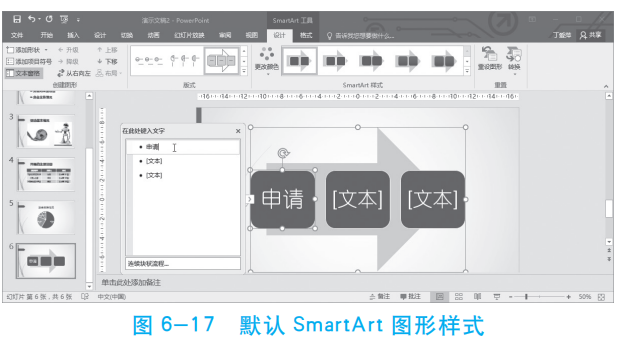 演示文稿2 - PowerPoint
SmartArt 工具
文件 开始 插入 设计 切换 动画 幻灯片放映 审阅 视图 设计 格式 告诉我您想要做什么... 共享
添加形状 升级 上移
添加项目符号 降级 下移
文本窗格 从右向左 布局
更改颜色
重设图形 转换
创建图形 版式 SmartArt 样式 重置
在此处键入文字
申请
[文本]
[文本]
连续块状流程...
申请 [文本] [文本]
3
4
5
6
单击此处添加备注
幻灯片 第 6 张，共 6 张 中文(中国) 备注 批注 50%
图 6-17 默认 SmartArt 图形样式